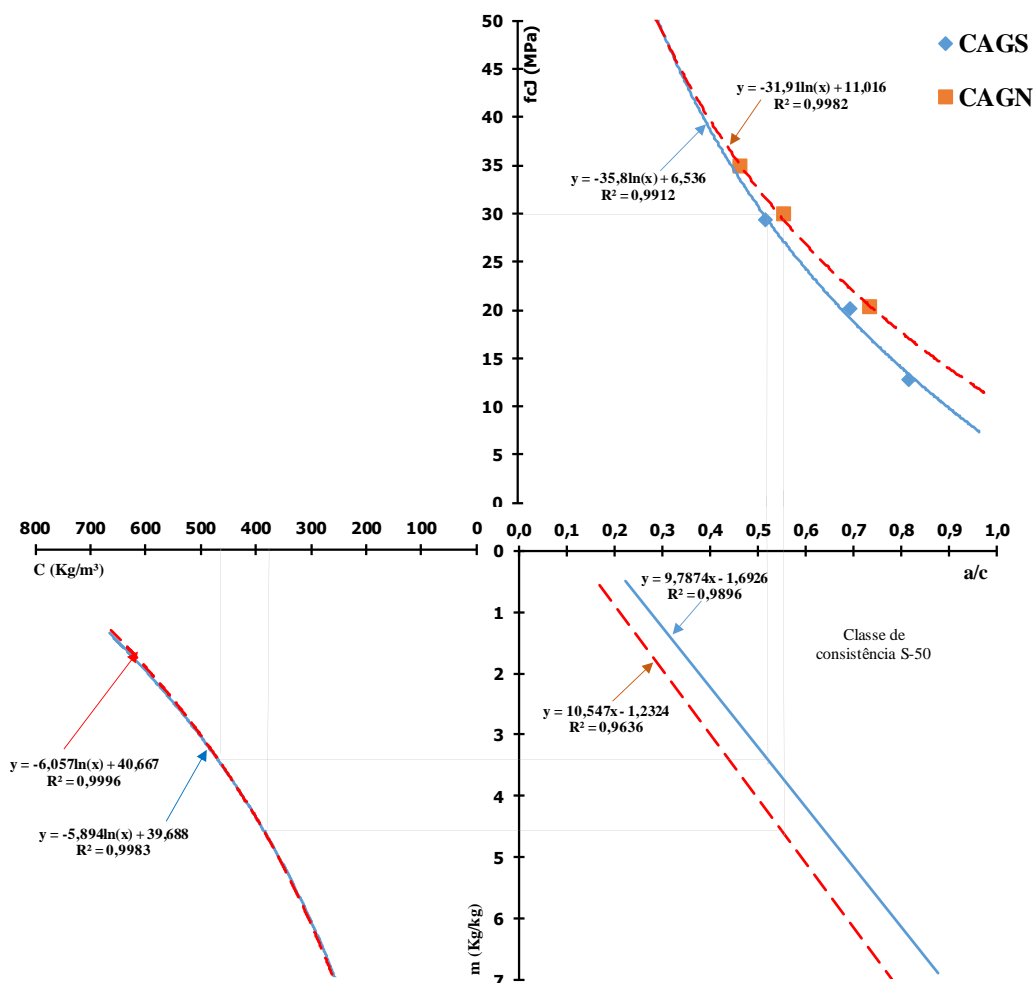 50
45
40
35
30
25
20
15
10
5
0
fcJ (MPa)
CAGS
CAGN
y = -31,91ln(x) + 11,016
R² = 0,9982
y = -35,8ln(x) + 6,536
R² = 0,9912
800 700 600 500 400 300 200 100 0
C (Kg/m³)
0,0 0,1 0,2 0,3 0,4 0,5 0,6 0,7 0,8 0,9 1,0
a/c
0
1
2
3
4
5
6
7
m (Kg/kg)
y = 9,7874x - 1,6926
R² = 0,9896
Classe de
consistência S-50
y = 10,547x - 1,2324
R² = 0,9636
y = -6,057ln(x) + 40,667
R² = 0,9996
y = -5,894ln(x) + 39,688
R² = 0,9983